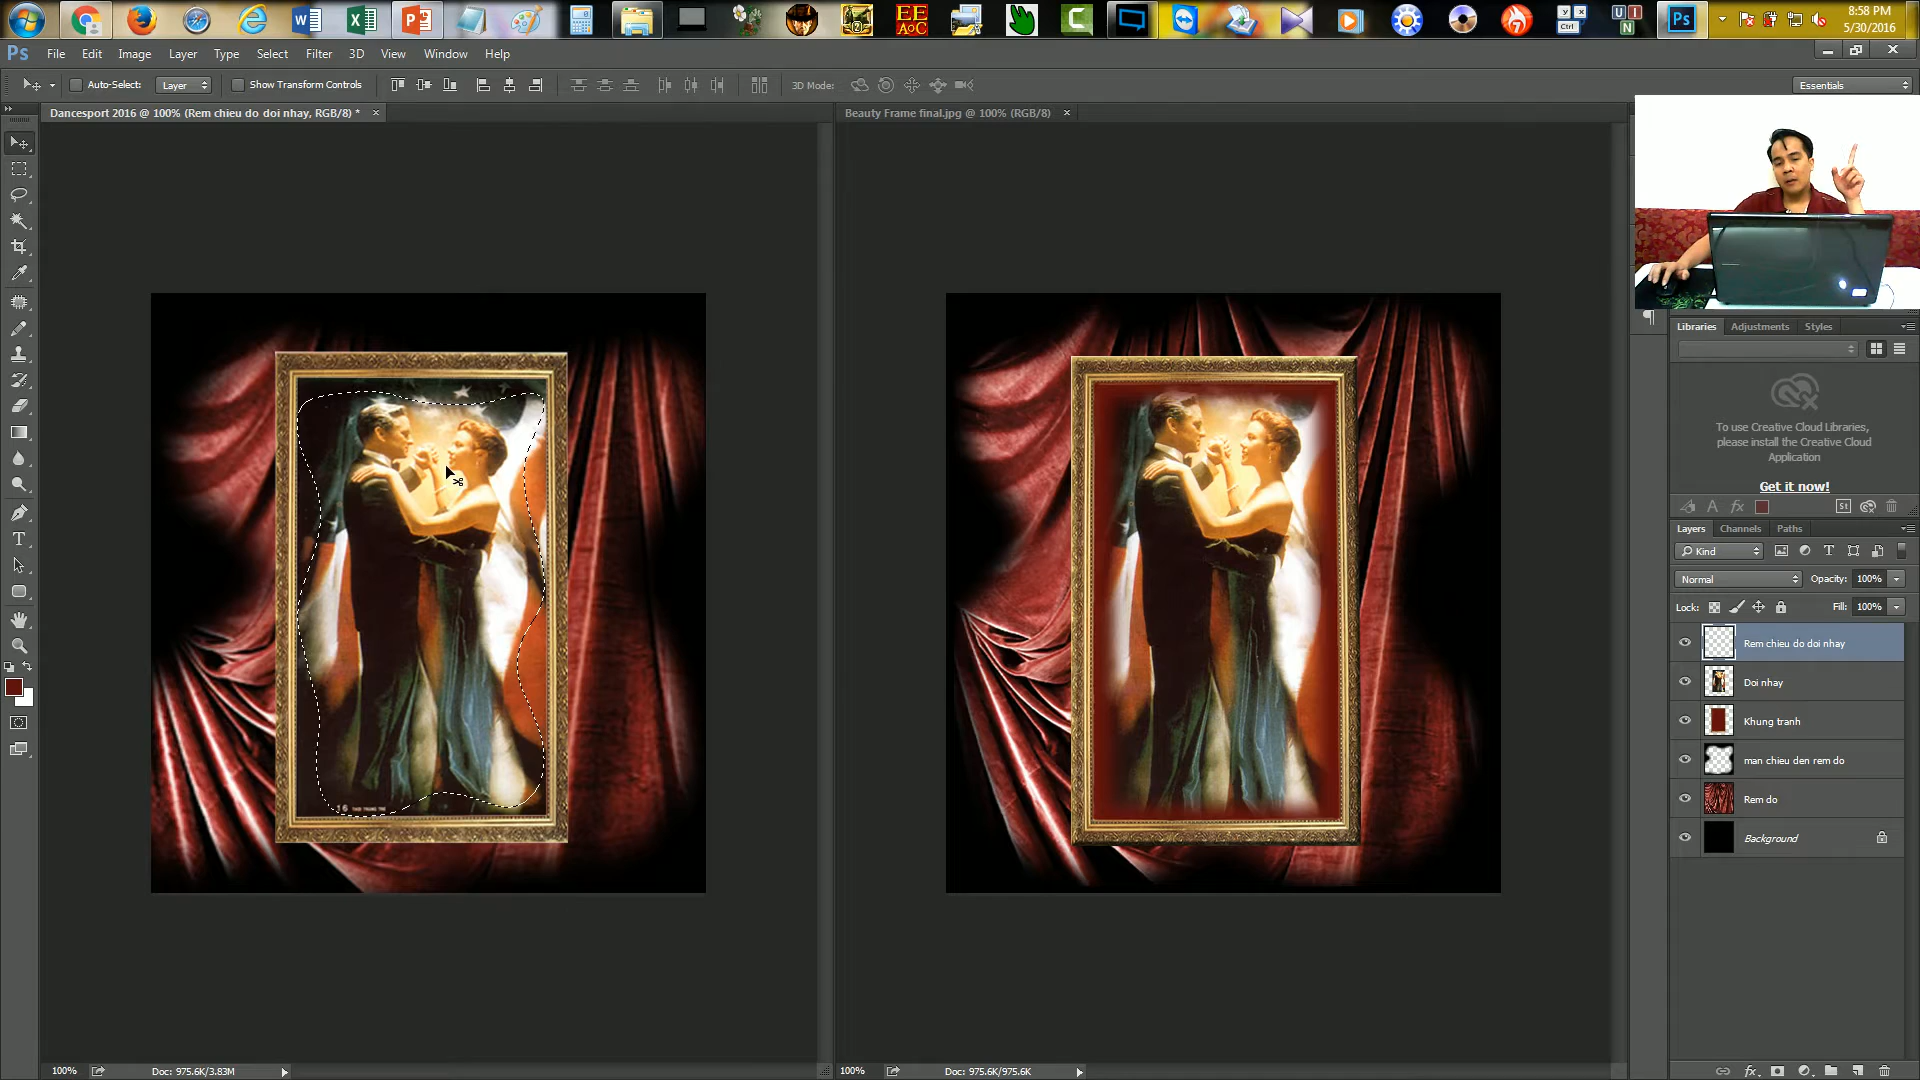 8:58 PM
5/30/2016
Ps
File Edit Image Layer Type Select Filter 3D View Window Help
Auto-Select: Layer Show Transform Controls 3D Mode: Essentials
Dancesport 2016 @ 100% (Rem chieu do doi nhay, RGB/8) *
Beauty Frame final.jpg @ 100% (RGB/8)
Libraries Adjustments Styles
To use Creative Cloud Libraries,
please install the Creative Cloud
Application
Get it now!
Layers Channels Paths
Kind
Normal Opacity: 100%
Lock: Fill: 100%
Rem chieu do doi nhay
Doi nhay
Khung tranh
man chieu den rem do
Rem do
Background
100% Doc: 975.6K/3.83M
100% Doc: 975.6K/975.6K